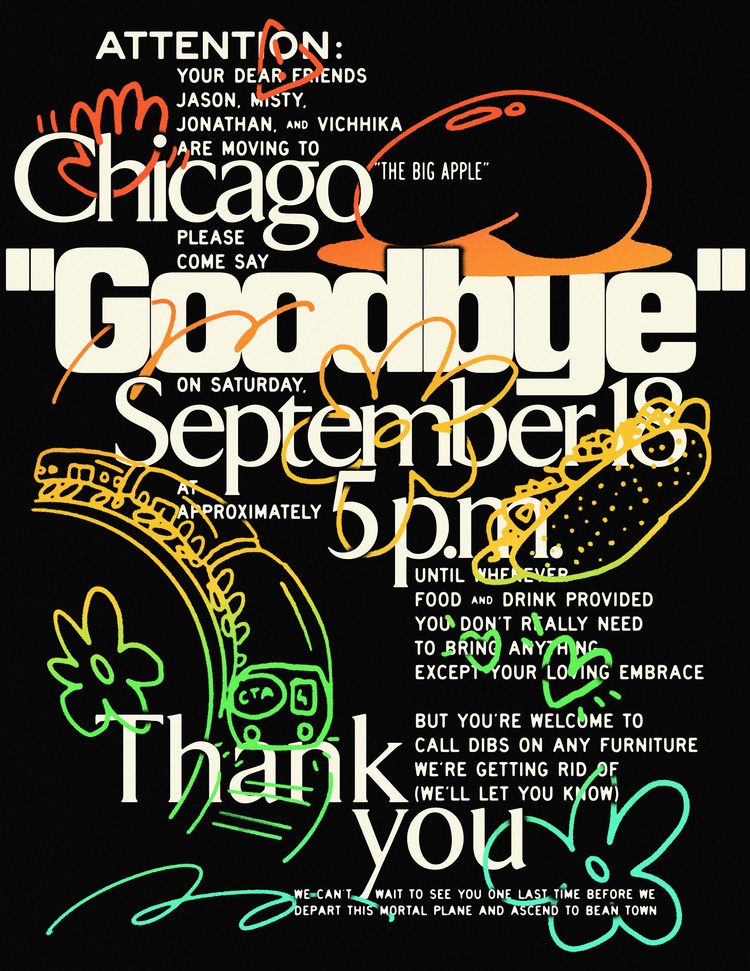 ATTENTION:
YOUR DEAR FRIENDS
JASON, MISTY,
JONATHAN, AND VICHHIKA
ARE MOVING TO
Chicago
"THE BIG APPLE"
PLEASE
COME SAY
"Goodbye"
ON SATURDAY,
September 18
AT
APPROXIMATELY
5 p.m.
UNTIL WHENEVER
FOOD AND DRINK PROVIDED
YOU DON'T REALLY NEED
TO BRING ANYTHING
EXCEPT YOUR LOVING EMBRACE
CTA
4
BUT YOU'RE WELCOME TO
CALL DIBS ON ANY FURNITURE
WE'RE GETTING RID OF
(WE'LL LET YOU KNOW)
Thank
you
WE CAN'T WAIT TO SEE YOU ONE LAST TIME BEFORE WE
DEPART THIS MORTAL PLANE AND ASCEND TO BEAN TOWN